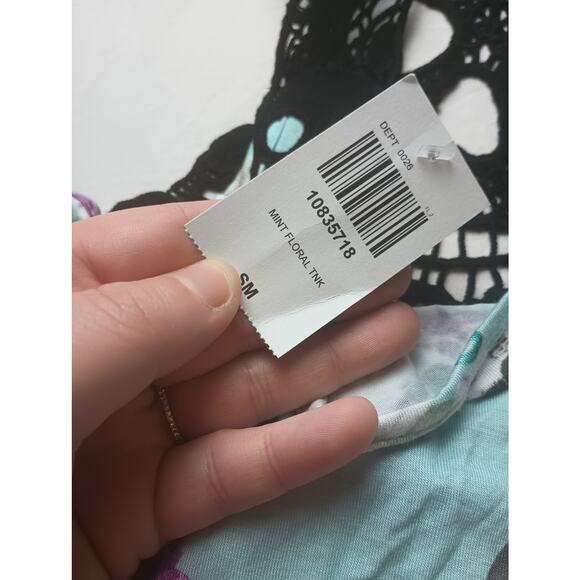 DEPT 0026
10835718
MINT FLORAL TNK
SM